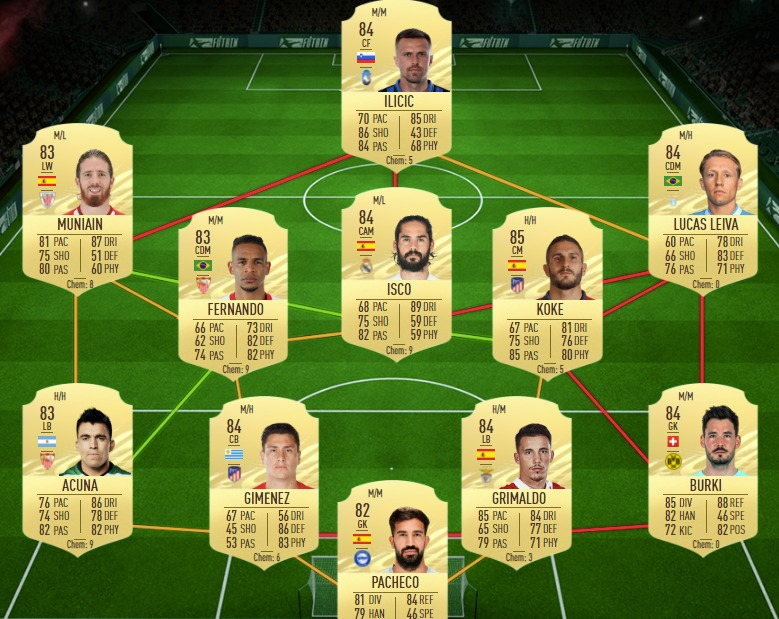 M/M
84
CF
ILICIC
70 PAC 85 DRI
86 SHO 43 DEF
84 PAS 68 PHY
Chem: 5
M/L
83
LW
MUNIAIN
81 PAC 87 DRI
75 SHO 51 DEF
80 PAS 60 PHY
Chem: 8
M/H
84
CDM
LUCAS LEIVA
60 PAC 78 DRI
66 SHO 83 DEF
76 PAS 71 PHY
Chem: 0
M/M
83
CDM
FERNANDO
66 PAC 73 DRI
62 SHO 82 DEF
74 PAS 82 PHY
Chem: 9
M/L
84
CAM
ISCO
68 PAC 89 DRI
75 SHO 59 DEF
82 PAS 59 PHY
Chem: 9
H/H
85
CM
KOKE
67 PAC 81 DRI
75 SHO 76 DEF
85 PAS 80 PHY
Chem: 5
H/H
83
LB
ACUNA
76 PAC 86 DRI
74 SHO 78 DEF
82 PAS 82 PHY
Chem: 9
M/H
84
CB
GIMENEZ
67 PAC 56 DRI
45 SHO 86 DEF
53 PAS 83 PHY
Chem: 6
H/M
84
LB
GRIMALDO
85 PAC 84 DRI
65 SHO 77 DEF
79 PAS 71 PHY
Chem: 3
M/M
84
GK
BURKI
85 DIV 88 REF
82 HAN 46 SPE
72 KIC 82 POS
Chem: 0
M/M
82
GK
PACHECO
81 DIV 84 REF
79 HAN 46 SPE